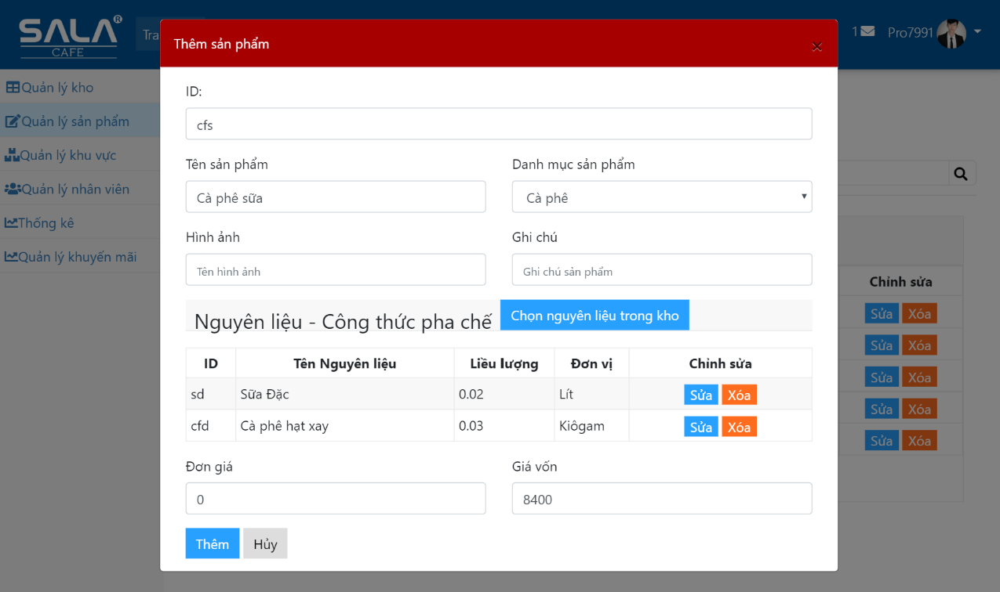 SALA®
CAFE
Tra
1
Pro7991
Thêm sản phẩm
×
Quản lý kho
Quản lý sản phẩm
Quản lý khu vực
Quản lý nhân viên
Thống kê
Quản lý khuyến mãi
ID:
cfs
Tên sản phẩm
Danh mục sản phẩm
Cà phê sữa
Cà phê
Hình ảnh
Ghi chú
Tên hình ảnh
Ghi chú sản phẩm
Nguyên liệu - Công thức pha chế
Chọn nguyên liệu trong kho
ID Tên Nguyên liệu Liều lượng Đơn vị Chỉnh sửa
sd Sữa Đặc 0.02 Lít Sửa Xóa
cfd Cà phê hạt xay 0.03 Kiôgam Sửa Xóa
Đơn giá
Giá vốn
0
8400
Thêm
Hủy
Chỉnh sửa
Sửa Xóa
Sửa Xóa
Sửa Xóa
Sửa Xóa
Sửa Xóa